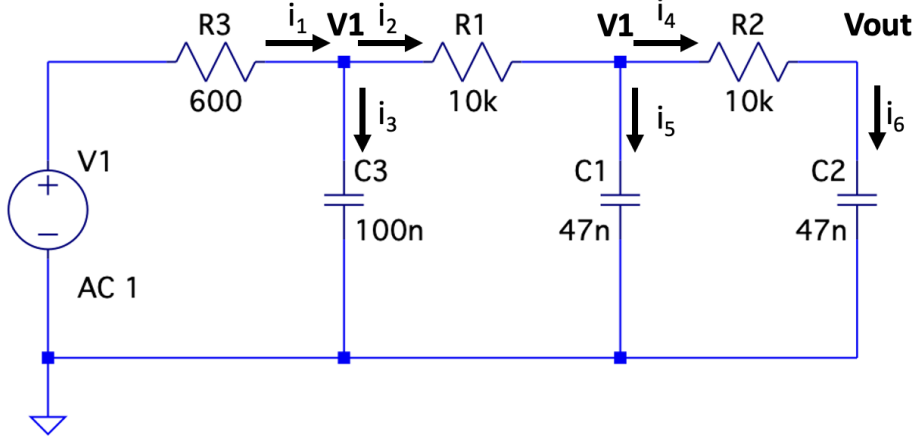 R3 i1 V1 i2 R1 V1 i4 R2 Vout
600 10k 10k
i3 i5 i6
V1 C3 C1 C2
100n 47n 47n
AC 1